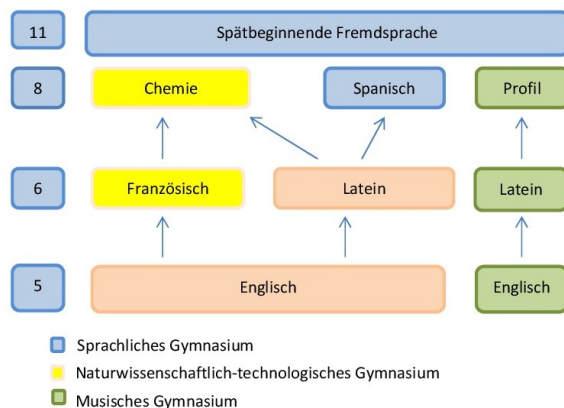 11 Spätbeginnende Fremdsprache
8 Chemie Spanisch Profil
6 Französisch Latein Latein
5 Englisch Englisch
Sprachliches Gymnasium
Naturwissenschaftlich-technologisches Gymnasium
Musisches Gymnasium